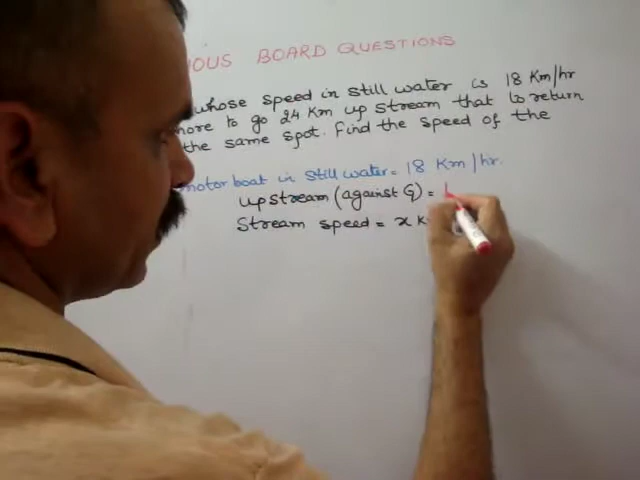 IOUS BOARD QUESTIONS
whose speed in still water is 18 Km/hr
more to go 24 Km up stream that to return
the same spot. Find the speed of the
motor boat in still water = 18 Km/hr.
upstream (against G) =
Stream speed = x K